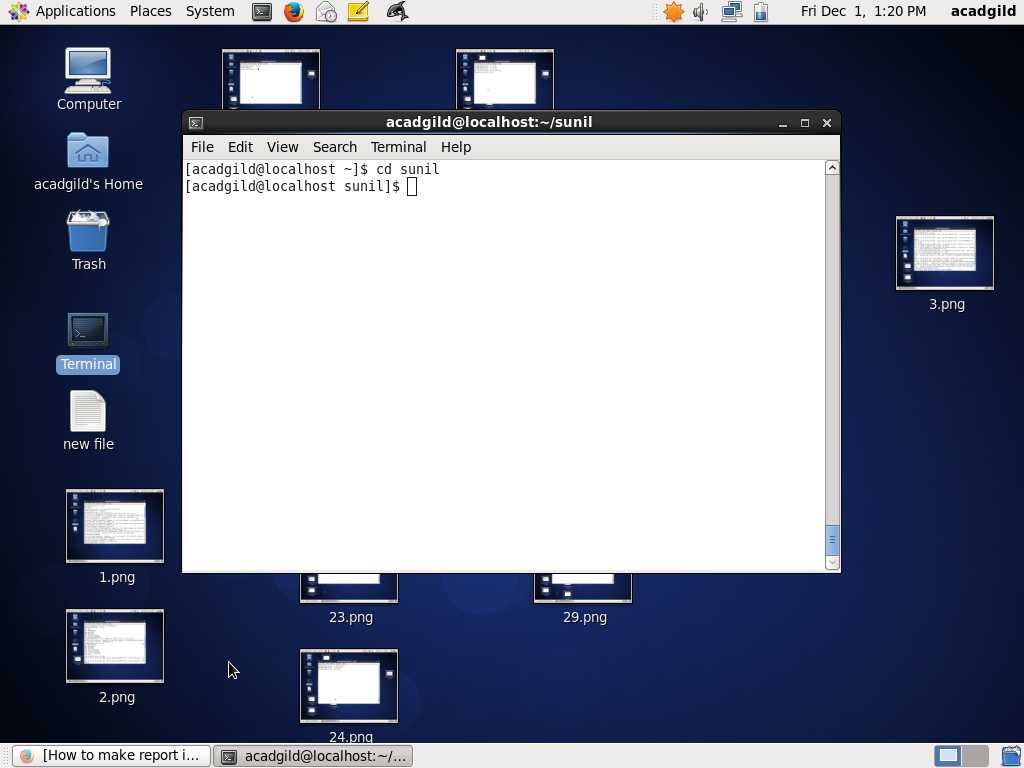 Applications Places System Fri Dec 1, 1:20 PM acadgild
Computer
acadgild's Home
Trash
Terminal
new file
1.png
2.png
acadgild@localhost:~/sunil
File Edit View Search Terminal Help
[acadgild@localhost ~]$ cd sunil
[acadgild@localhost sunil]$
3.png
23.png
29.png
24.png
[How to make report i...
acadgild@localhost:~/...